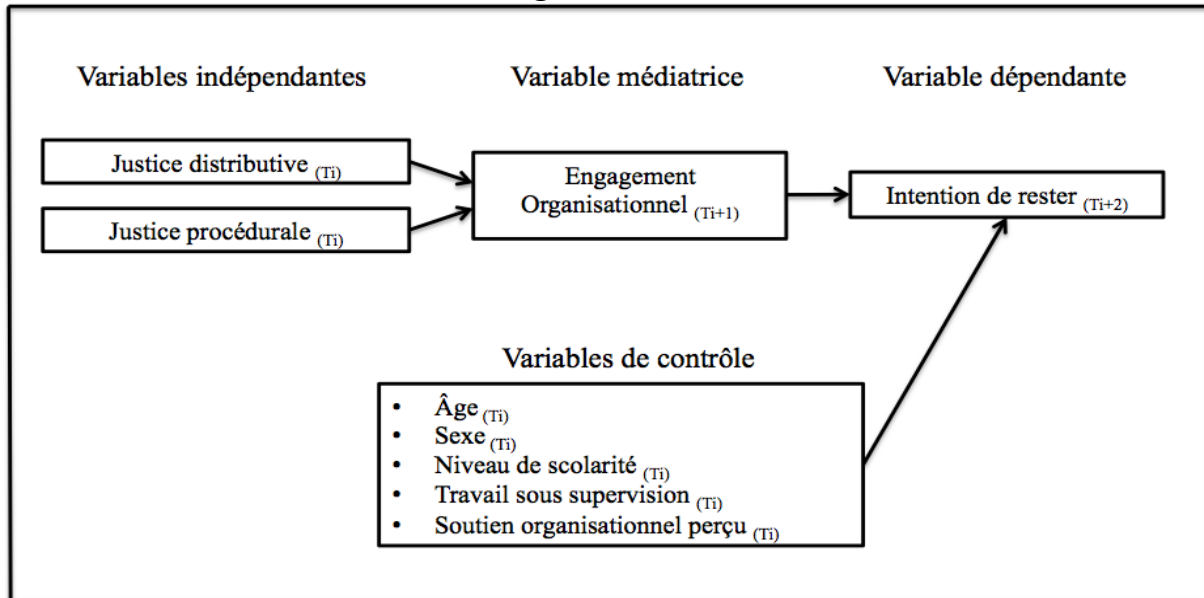 Variables indépendantes
Variable médiatrice
Variable dépendante
Justice distributive (Ti)
Justice procédurale (Ti)
Engagement
Organisationnel (Ti+1)
Intention de rester (Ti+2)
Variables de contrôle
• Âge (Ti)
• Sexe (Ti)
• Niveau de scolarité (Ti)
• Travail sous supervision (Ti)
• Soutien organisationnel perçu (Ti)